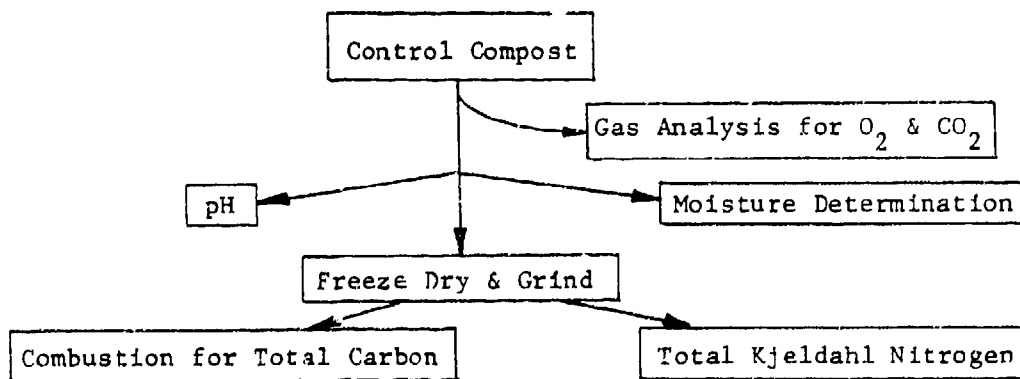 Control Compost
Gas Analysis for O2 & CO2
pH
Moisture Determination
Freeze Dry & Grind
Combustion for Total Carbon
Total Kjeldahl Nitrogen